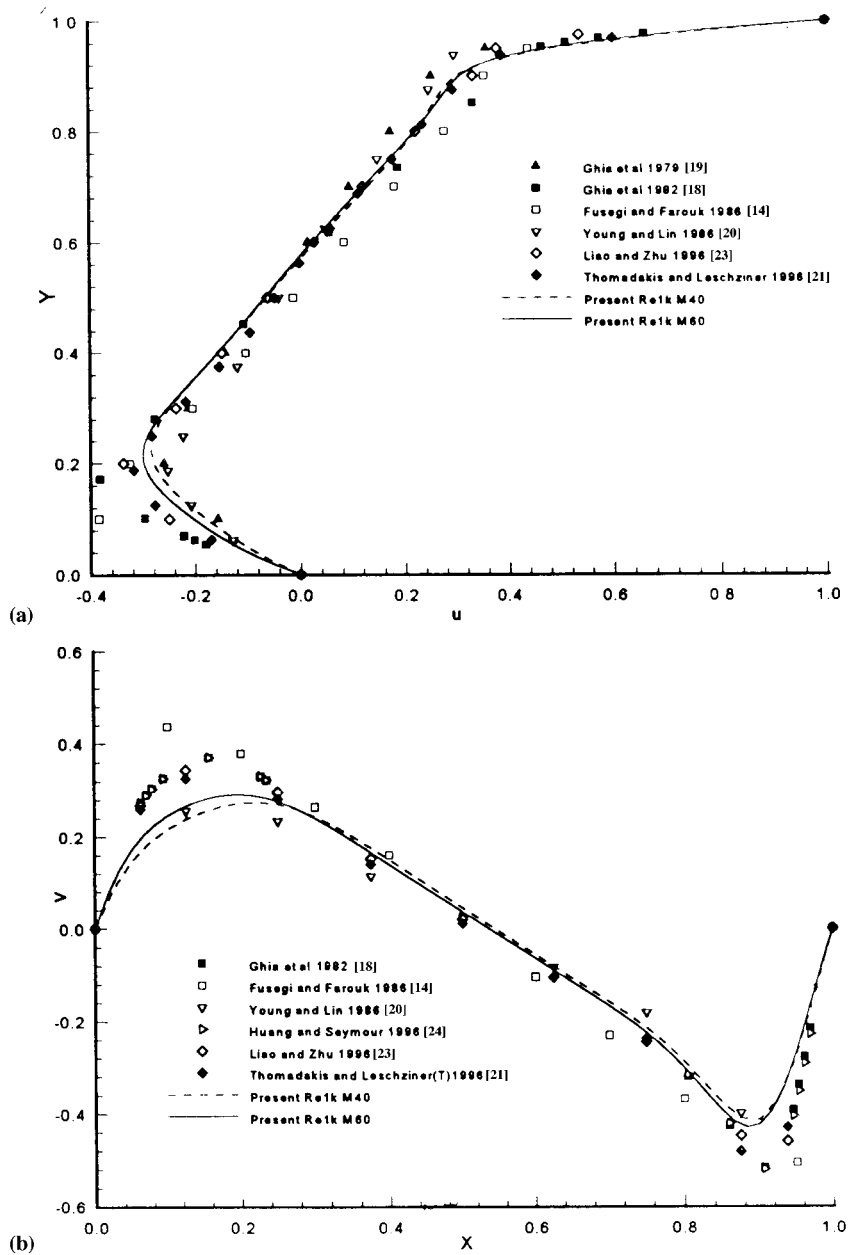 1.0
0.8
0.6
0.4
0.2
0.0
Y
-0.4
-0.2
0.0
0.2
0.4
0.6
0.8
1.0
u
Ghia et al 1979 [19]
Ghia et al 1982 [18]
Fusegi and Farouk 1986 [14]
Young and Lin 1986 [20]
Liao and Zhu 1996 [23]
Thomadakis and Leschziner 1996 [21]
Present Re1k M40
Present Re1k M60
(a)
0.6
0.4
0.2
0.0
-0.2
-0.4
-0.6
V
Ghia et al 1982 [18]
Fusegi and Farouk 1986 [14]
Young and Lin 1986 [20]
Huang and Seymour 1996 [24]
Liao and Zhu 1996 [23]
Thomadakis and Leschziner(T) 1996 [21]
Present Re1k M40
Present Re1k M60
0.0
0.2
0.4
0.6
0.8
1.0
X
(b)